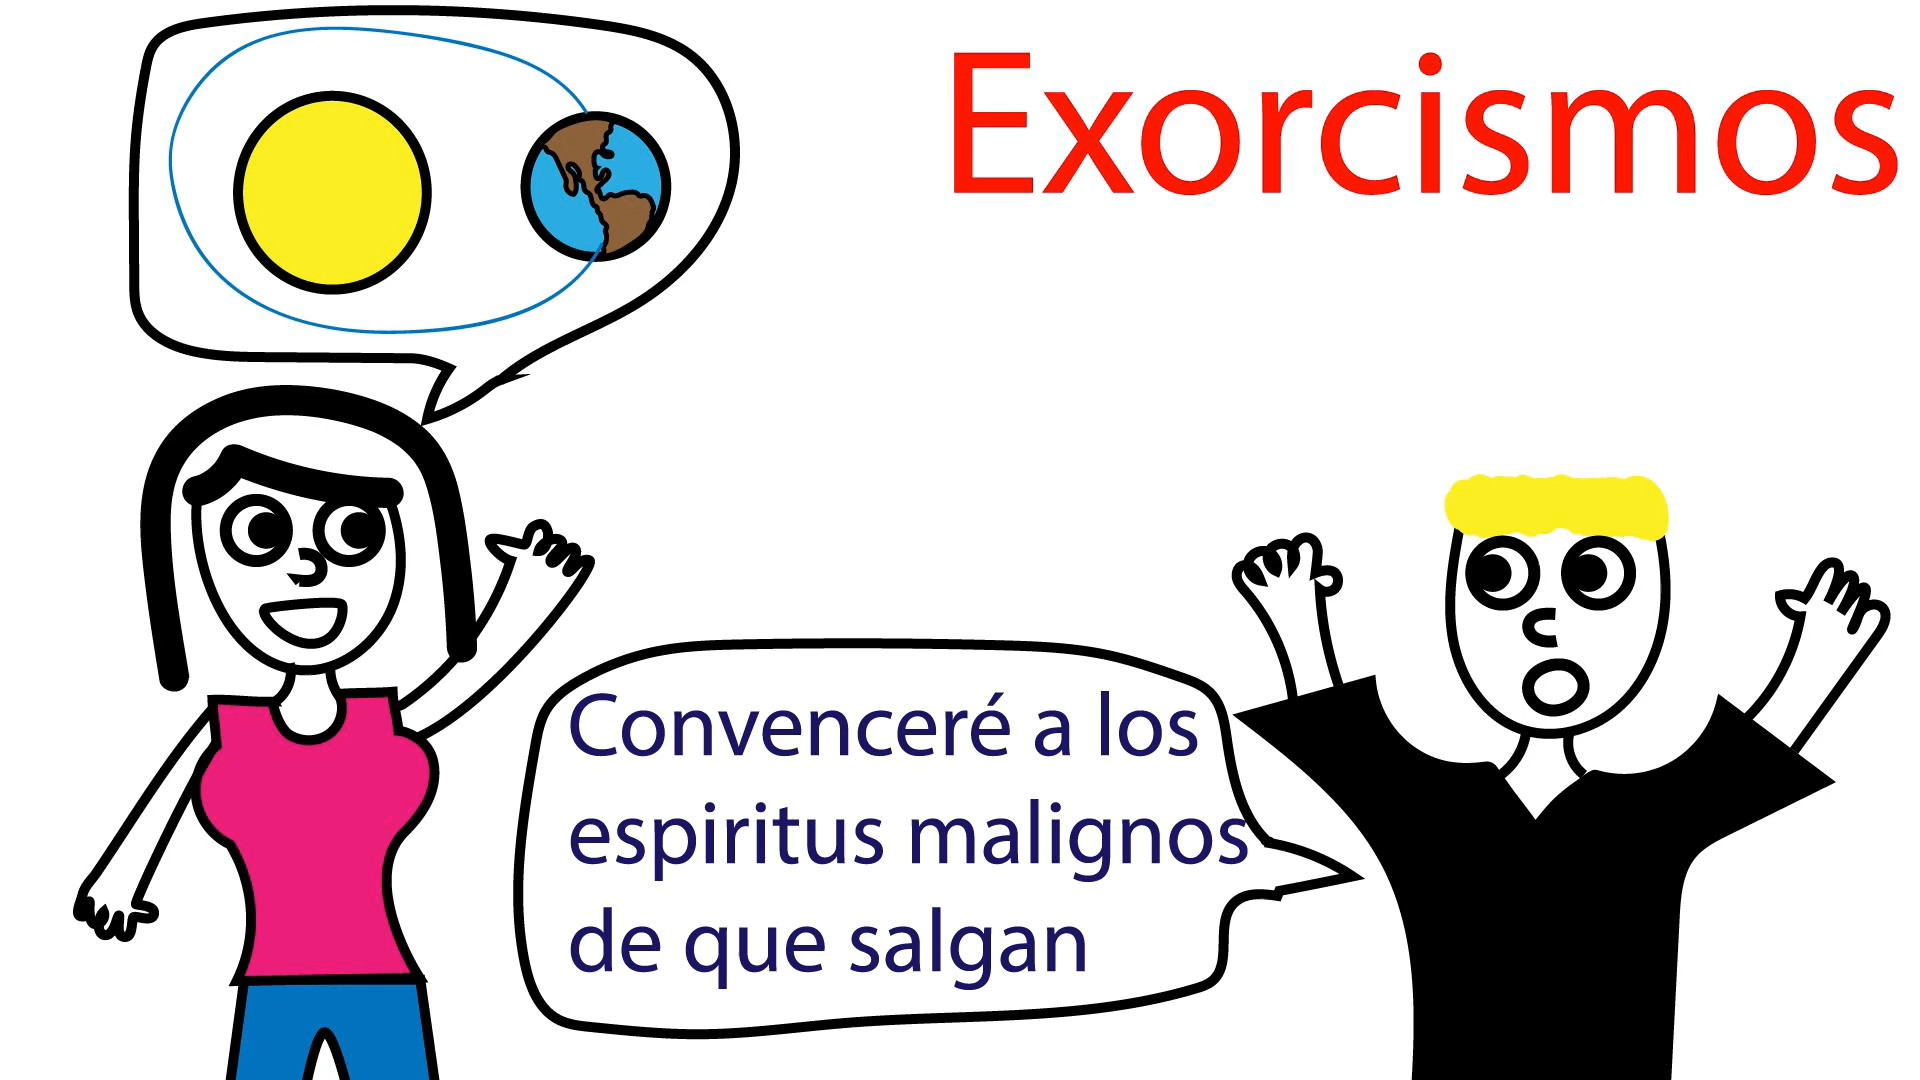 Exorcismos
Convenceré a los
espiritus malignos
de que salgan